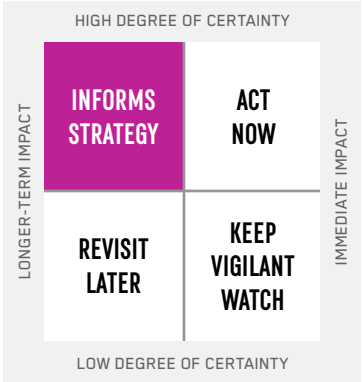 HIGH DEGREE OF CERTAINTY
LONGER-TERM IMPACT
INFORMS
STRATEGY
ACT
NOW
IMMEDIATE IMPACT
REVISIT
LATER
KEEP
VIGILANT
WATCH
LOW DEGREE OF CERTAINTY